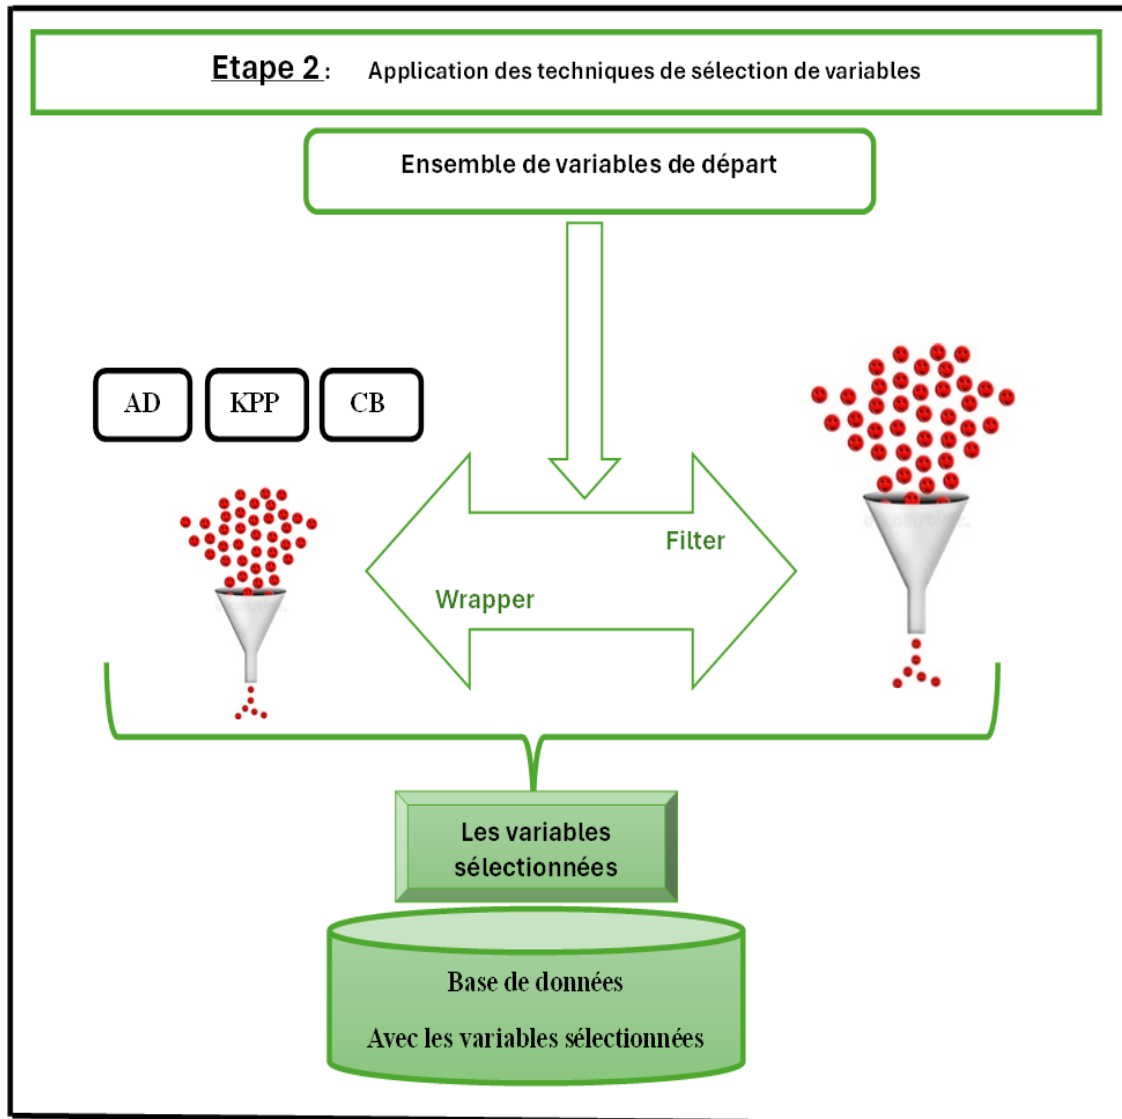 Etape 2 : Application des techniques de sélection de variables
Ensemble de variables de départ
AD KPP CB
Filter
Wrapper
Les variables
sélectionnées
Base de données
Avec les variables sélectionnées